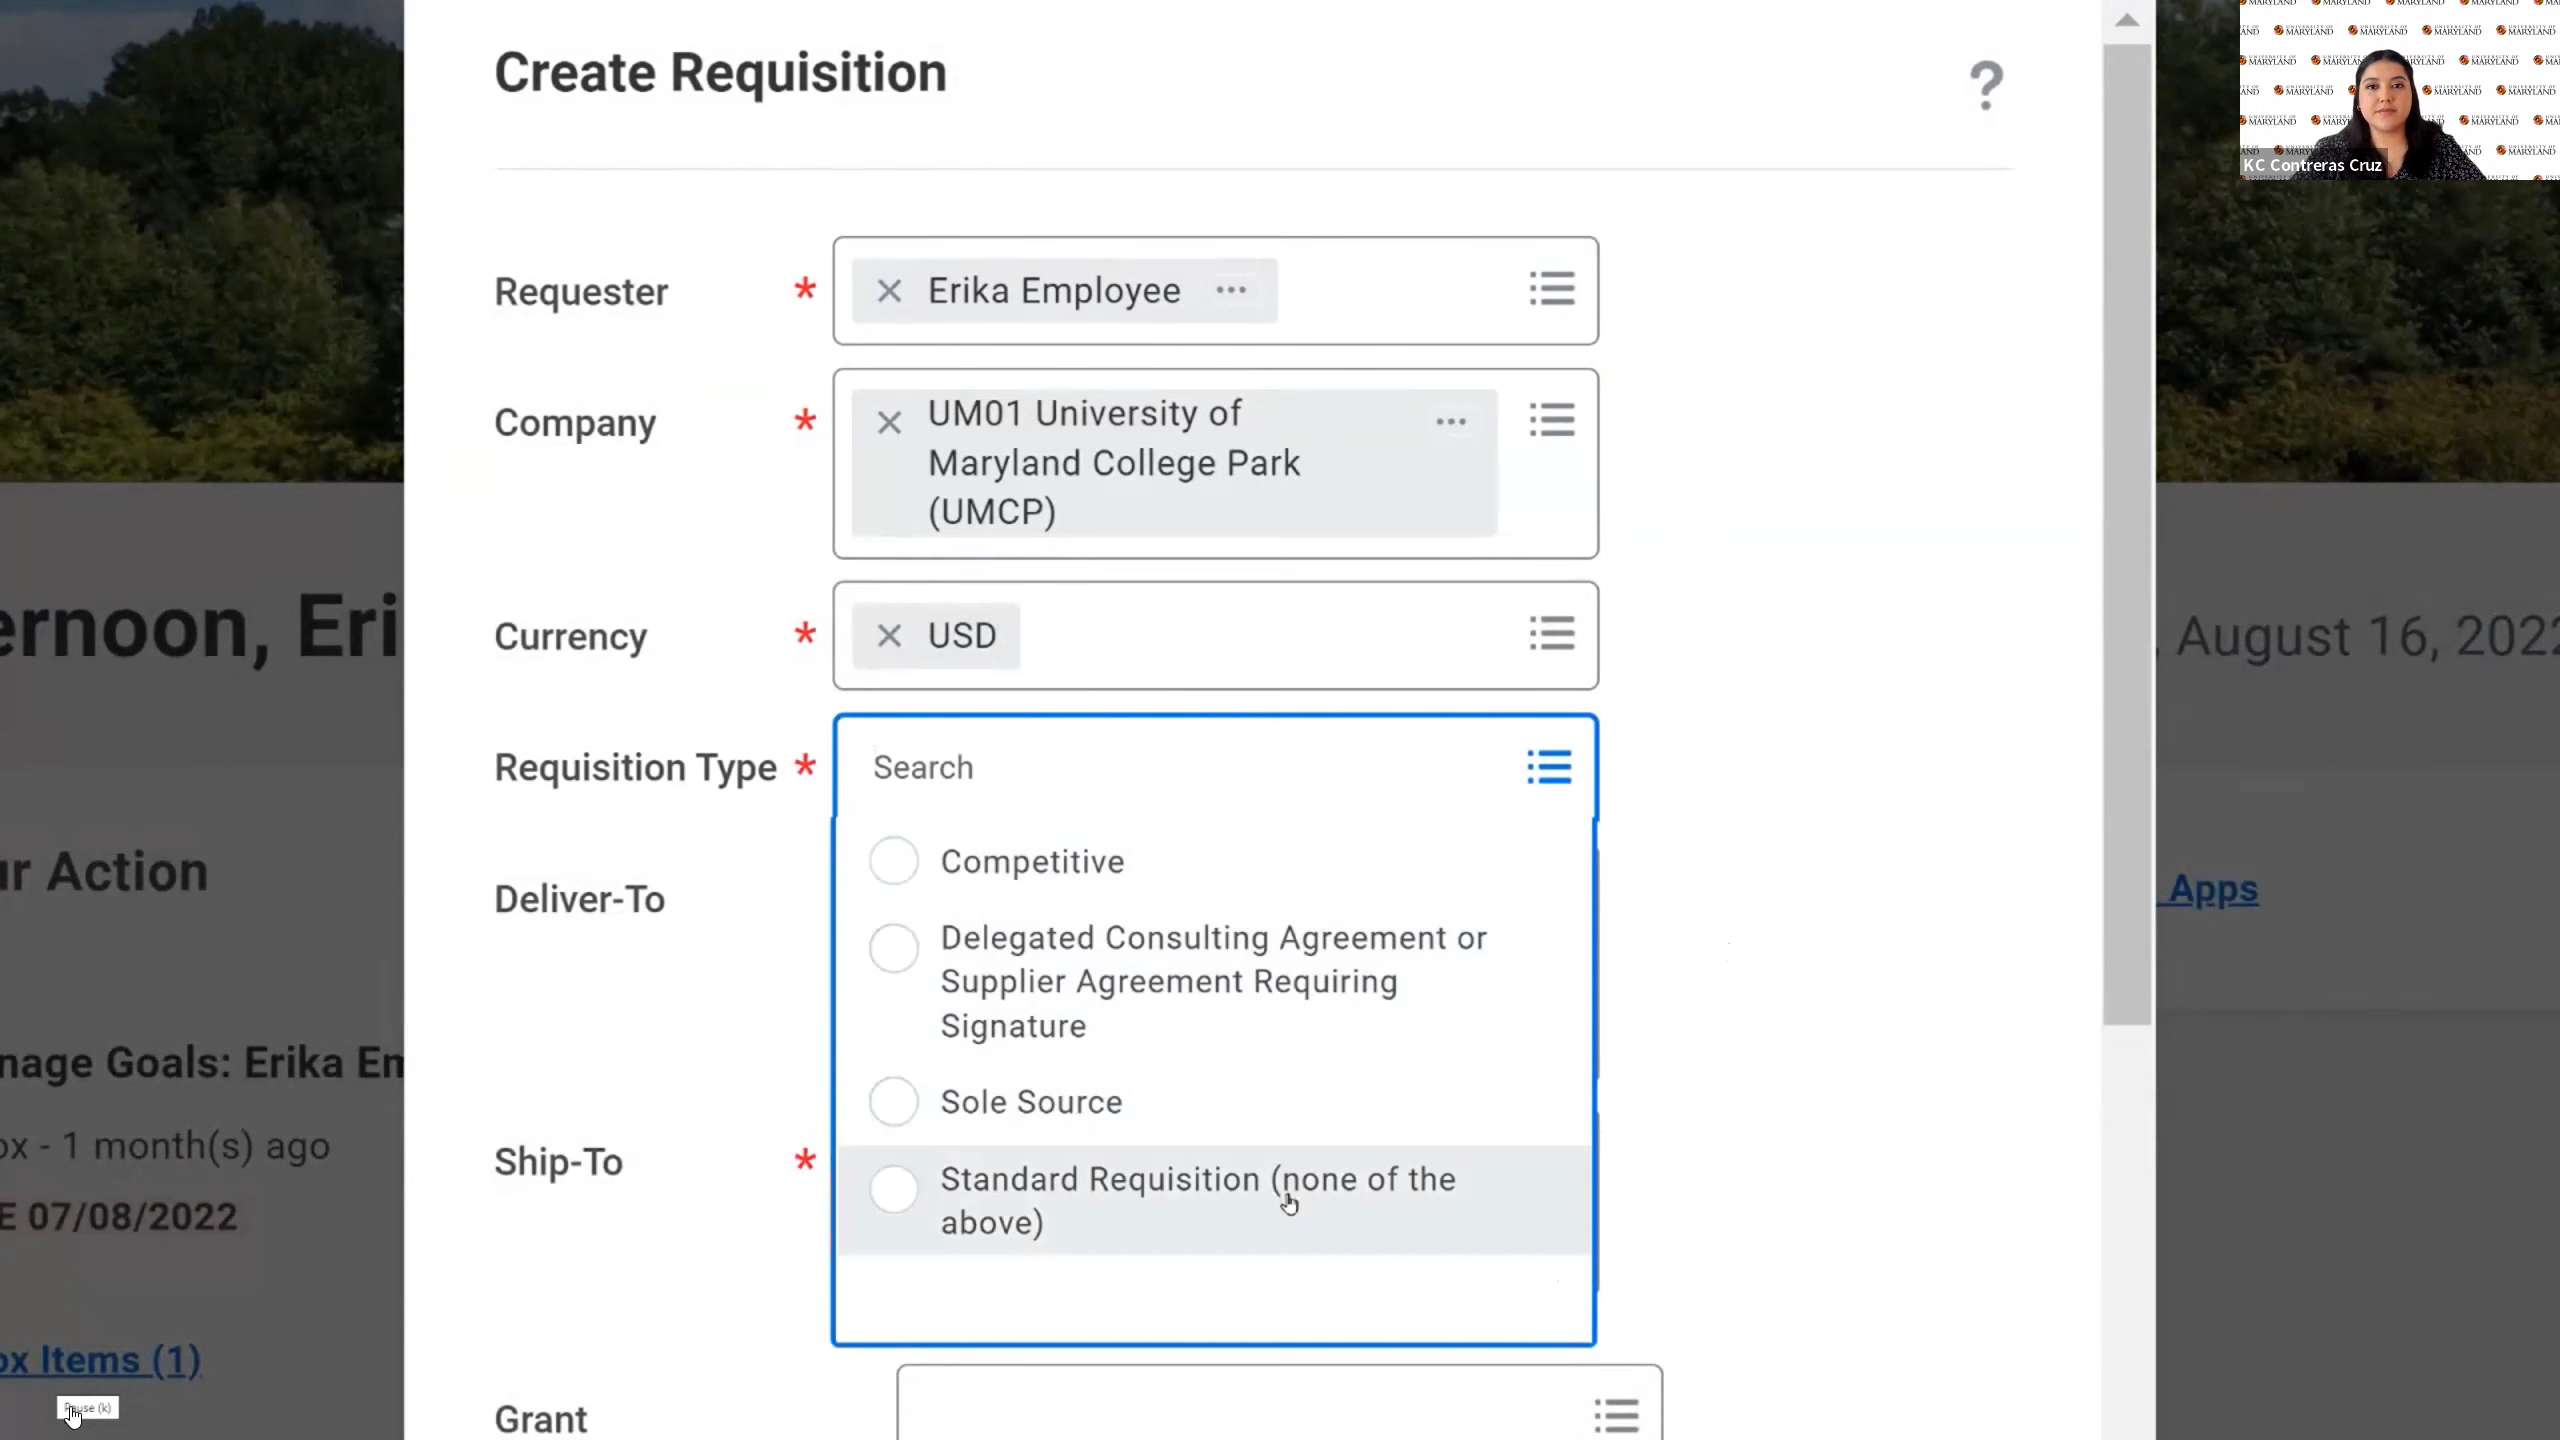 Create Requisition
?
KC Contreras Cruz
Requester *
Erika Employee
Company *
UM01 University of
Maryland College Park
(UMCP)
Currency *
USD
ernoon, Eri
, August 16, 202
Requisition Type *
Search
Competitive
ur Action
Deliver-To
Apps
Delegated Consulting Agreement or
Supplier Agreement Requiring
Signature
nage Goals: Erika Em
Sole Source
ox - 1 month(s) ago
Ship-To *
Standard Requisition (none of the
above)
E 07/08/2022
ox Items (1)
Pause (k)
Grant